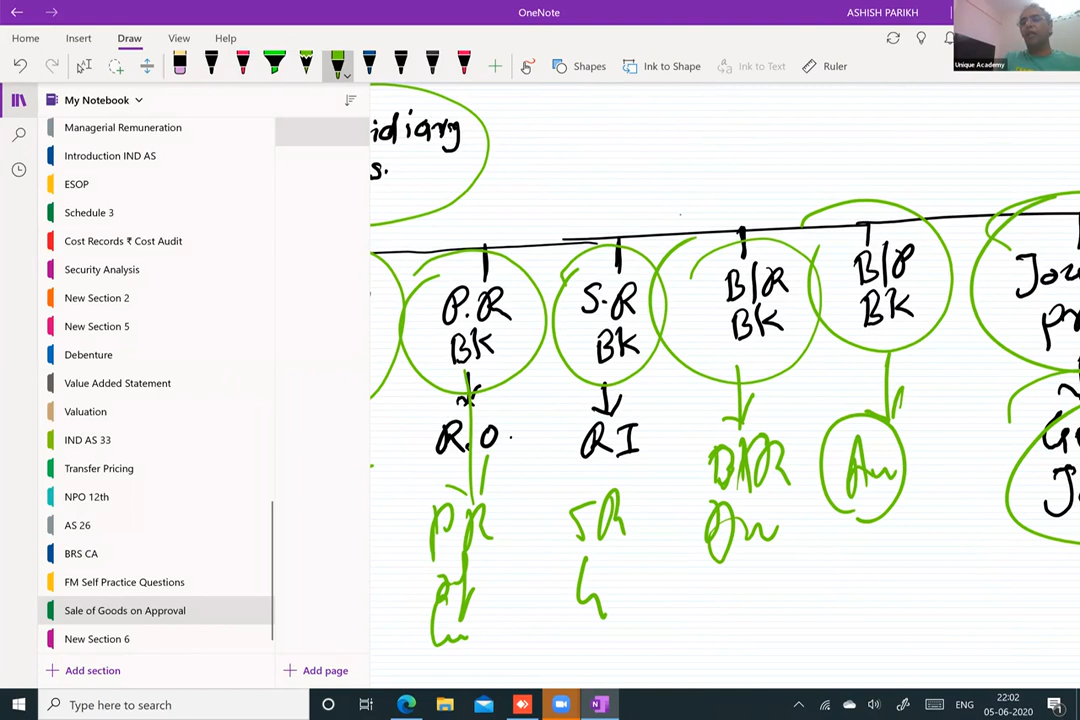 OneNote
ASHISH PARIKH
Home Insert Draw View Help
Unique Academy
Shapes Ink to Shape Ink to Text Ruler
My Notebook
Managerial Remuneration
Introduction IND AS
ESOP
Schedule 3
Cost Records ₹ Cost Audit
Security Analysis
New Section 2
New Section 5
Debenture
Value Added Statement
Valuation
IND AS 33
Transfer Pricing
NPO 12th
AS 26
BRS CA
FM Self Practice Questions
Sale of Goods on Approval
New Section 6
Add section Add page
idiary
s.
P.R
BK
R.O.
PR
S.R
BK
RI
SR
B/R
BK
B/P
BK
Jou
Pr
Type here to search
ENG
22:02
05-06-2020